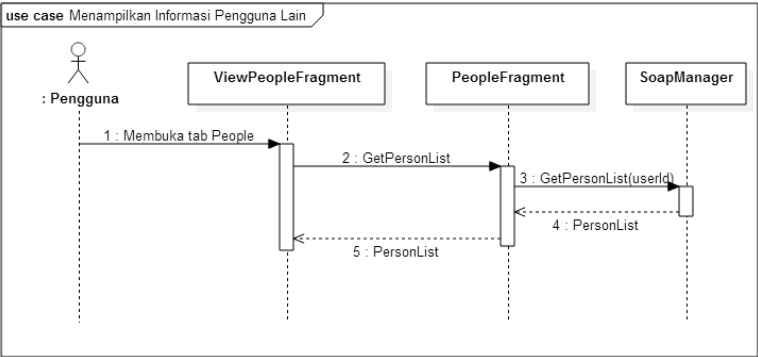 use case Menampilkan Informasi Pengguna Lain
ViewPeopleFragment
PeopleFragment
SoapManager
: Pengguna
1 : Membuka tab People
2 : GetPersonList
3 : GetPersonList(userId)
4 : PersonList
5 : PersonList